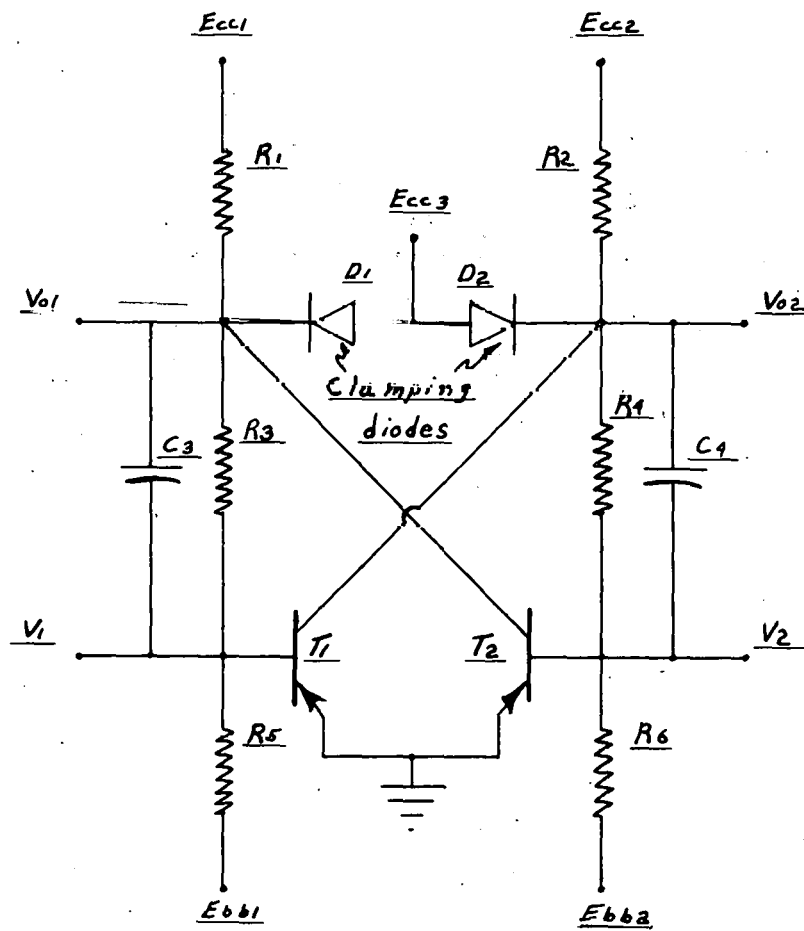 Ecc1
Ecc2
R1
R2
Ecc3
D1
D2
Vo1
Vo2
Clamping
diodes
C3
R3
R4
C4
V1
T1
T2
V2
R5
R6
Ebb1
Ebb2